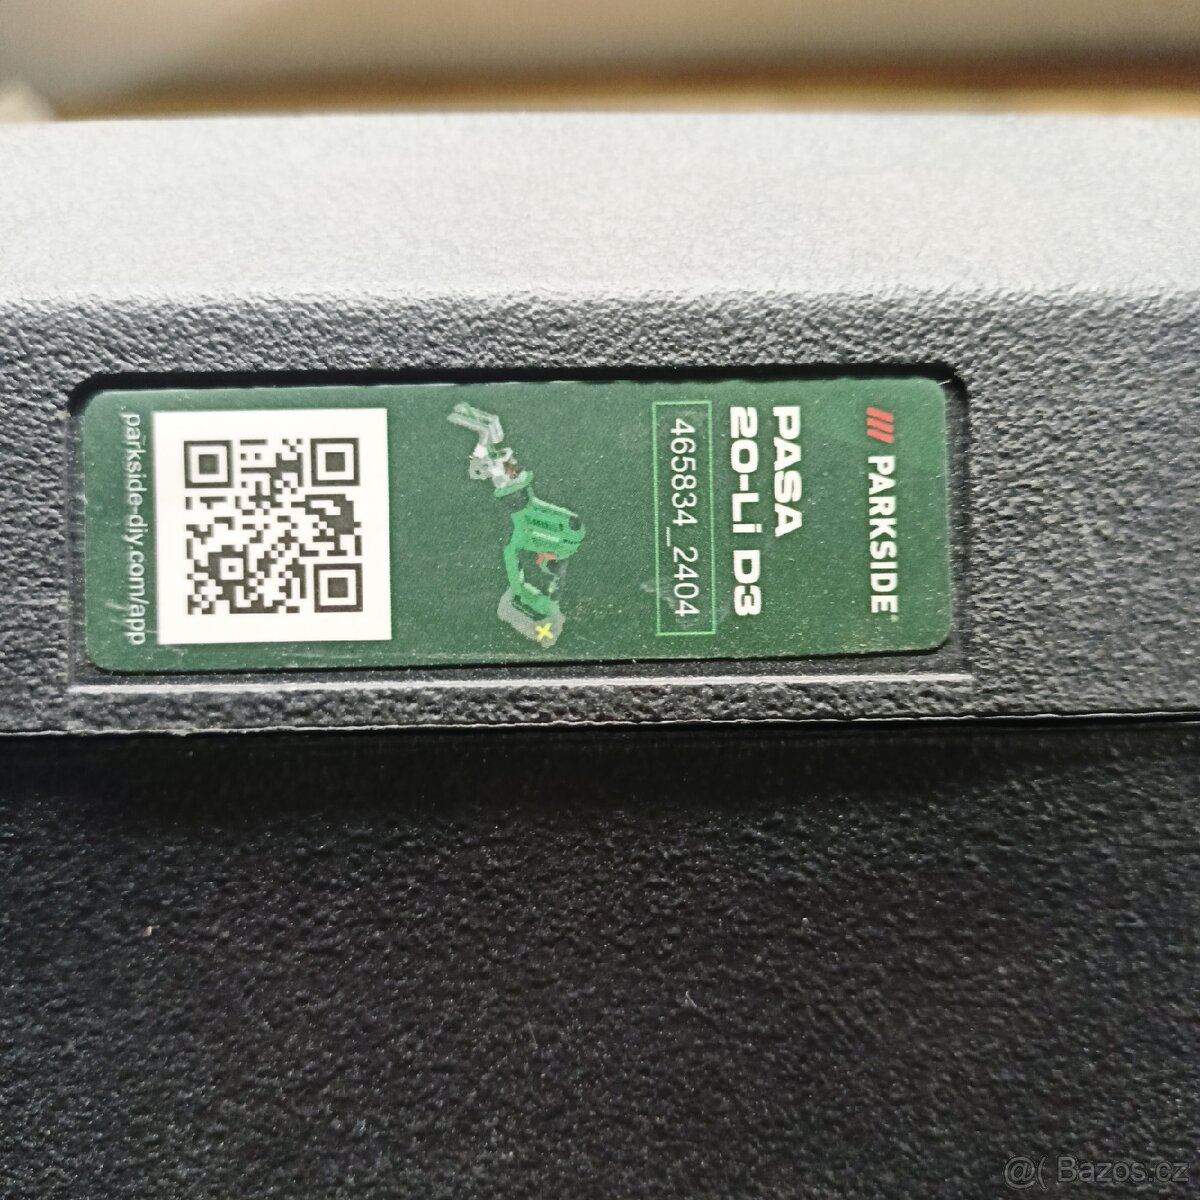 PARKSIDE
PASA
20-Li D3
465834_2404
parkside-diy.com/app
@( Bazos.cz